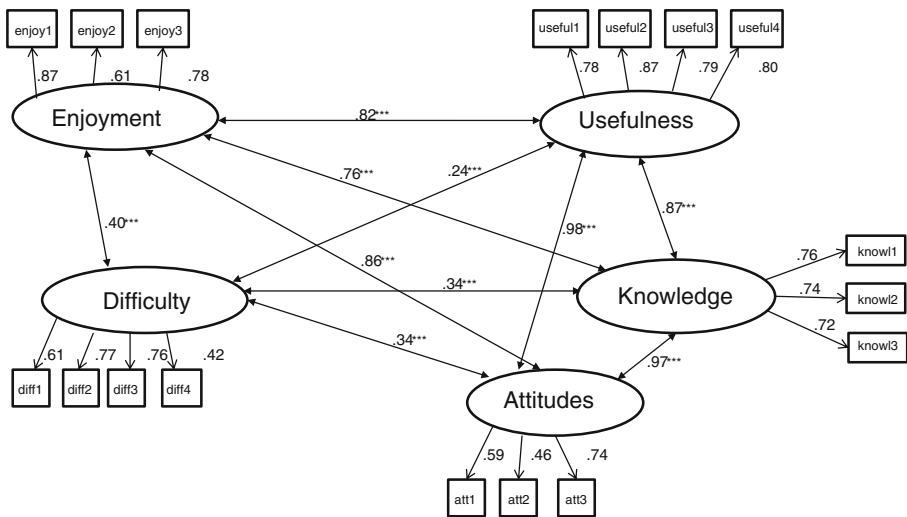 enjoy1 enjoy2 enjoy3
useful1 useful2 useful3 useful4
.87 .61 .78
.78 .87 .79 .80
Enjoyment
Usefulness
.82***
.76***
.24***
.40***
.98***
.87***
.86***
Difficulty
.34***
Knowledge
.76 knowl1
.74 knowl2
.72 knowl3
.34***
.97***
.61 .77 .76 .42
diff1 diff2 diff3 diff4
Attitudes
.59 .46 .74
att1 att2 att3